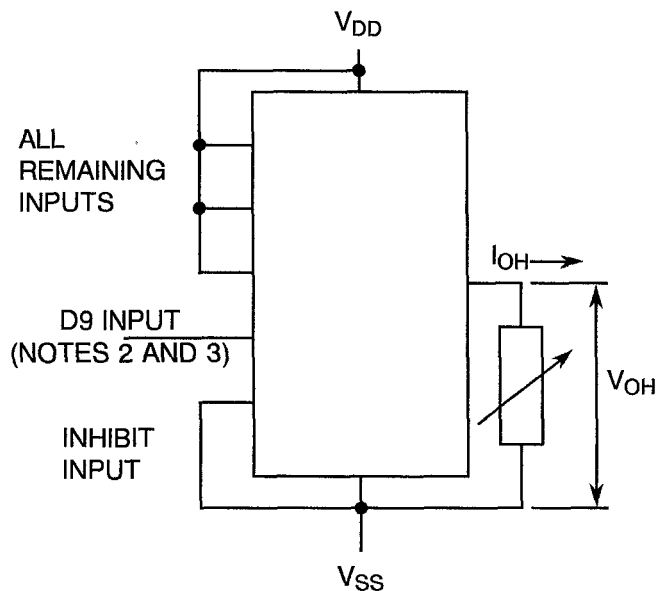 VDD
ALL
REMAINING
INPUTS
IOH
D9 INPUT
(NOTES 2 AND 3)
VOH
INHIBIT
INPUT
VSS